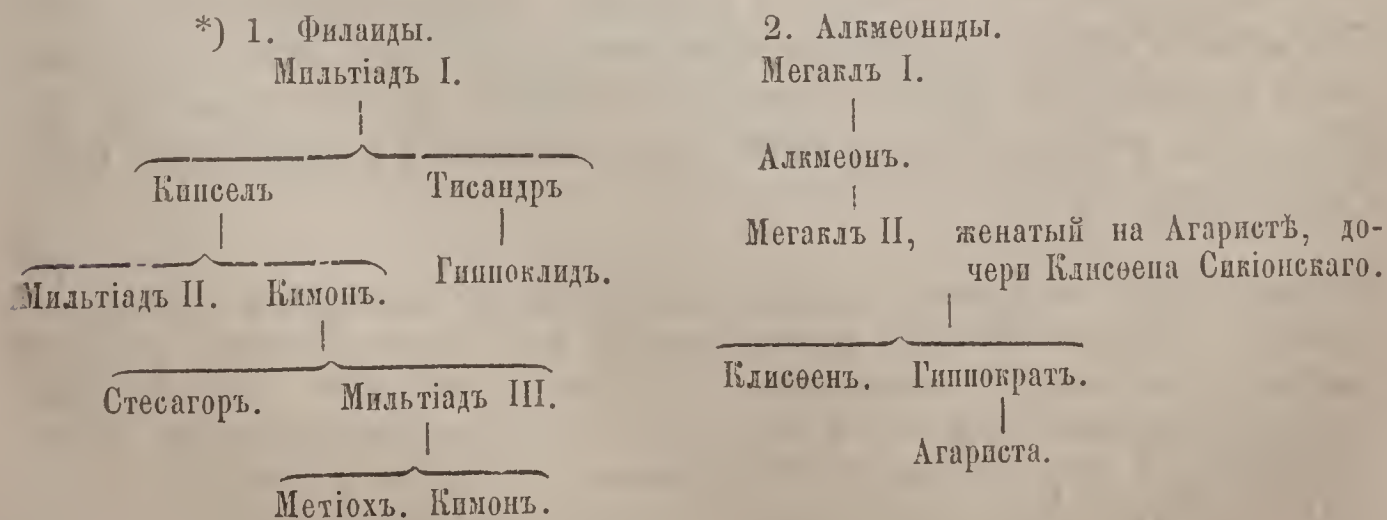 *) 1. Филаиды.
Мильтіадъ I.
Кипселъ Тисандръ
Мильтіадъ II. Кимонъ. Гиппоклидъ.
Стесагоръ. Мильтіадъ III.
Метіохъ. Кимонъ.
2. Алкмеониды.
Мегаклъ I.
Алкмеонъ.
Мегаклъ II, женатый на Агаристѣ, до-
чери Клисѳена Сикіонскаго.
Клисѳенъ. Гиппократъ.
Агариста.